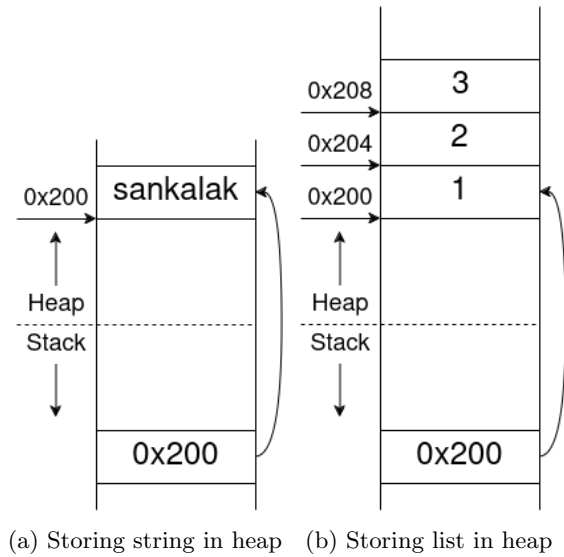 sankalak
0x200
Heap
Stack
0x200
(a) Storing string in heap
3
0x208
2
0x204
1
0x200
Heap
Stack
0x200
(b) Storing list in heap